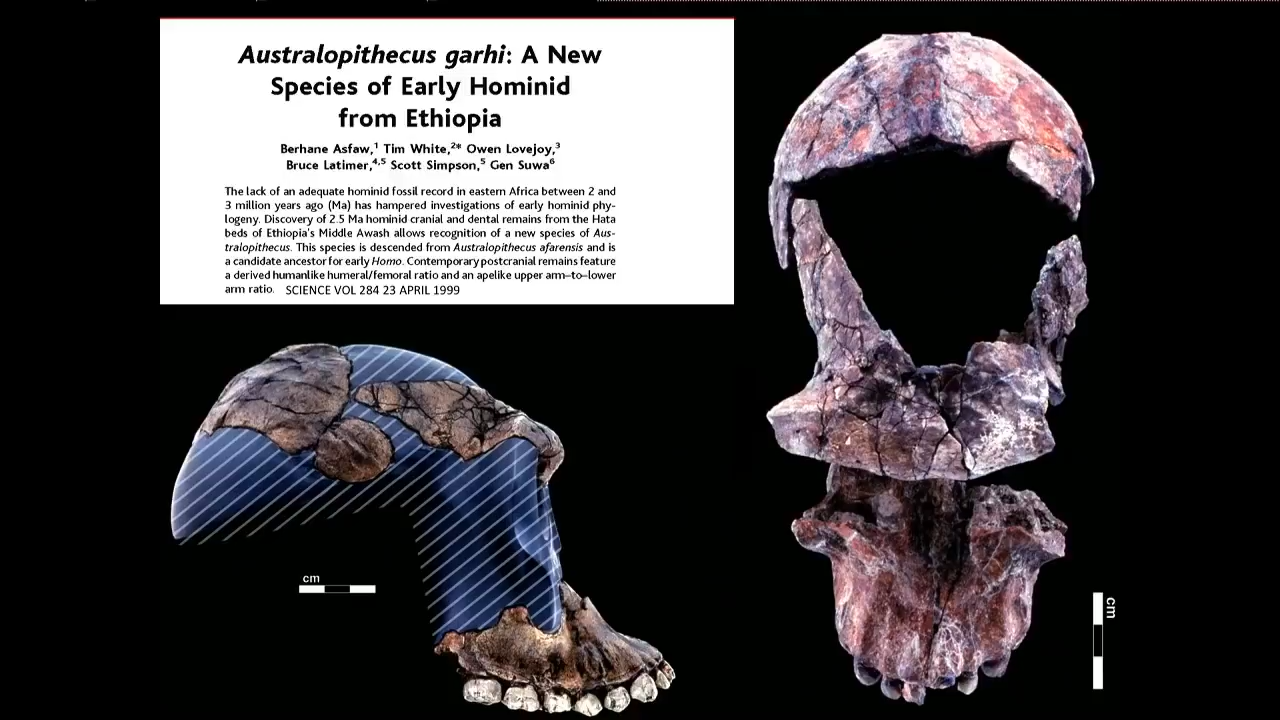 Australopithecus garhi: A New
Species of Early Hominid
from Ethiopia
Berhane Asfaw,¹ Tim White,²* Owen Lovejoy,³
Bruce Latimer,⁴,⁵ Scott Simpson,⁵ Gen Suwa⁶
The lack of an adequate hominid fossil record in eastern Africa between 2 and
3 million years ago (Ma) has hampered investigations of early hominid phy-
logeny. Discovery of 2.5 Ma hominid cranial and dental remains from the Hata
beds of Ethiopia's Middle Awash allows recognition of a new species of Aus-
tralopithecus. This species is descended from Australopithecus afarensis and is
a candidate ancestor for early Homo. Contemporary postcranial remains feature
a derived humanlike humeral/femoral ratio and an apelike upper arm–to–lower
arm ratio. SCIENCE VOL 284 23 APRIL 1999
cm
cm